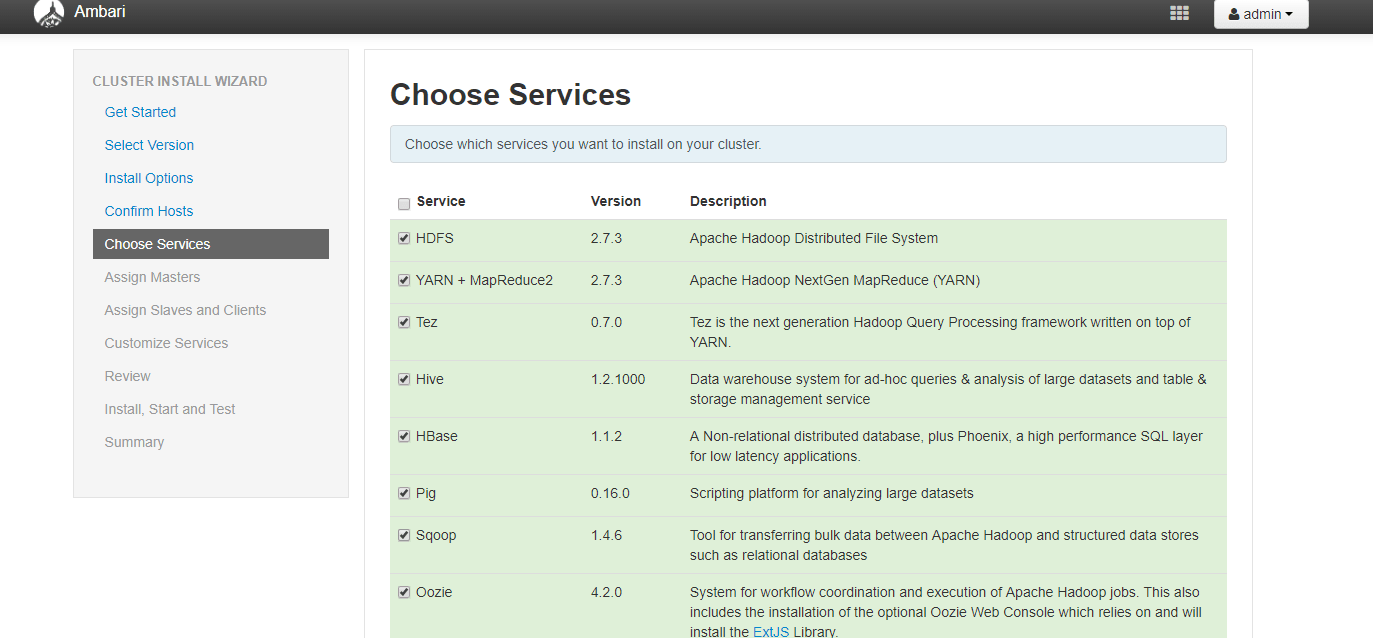 Ambari
admin
CLUSTER INSTALL WIZARD
Get Started
Select Version
Install Options
Confirm Hosts
Choose Services
Assign Masters
Assign Slaves and Clients
Customize Services
Review
Install, Start and Test
Summary
Choose Services
Choose which services you want to install on your cluster.
Service Version Description
HDFS 2.7.3 Apache Hadoop Distributed File System
YARN + MapReduce2 2.7.3 Apache Hadoop NextGen MapReduce (YARN)
Tez 0.7.0 Tez is the next generation Hadoop Query Processing framework written on top of
YARN.
Hive 1.2.1000 Data warehouse system for ad-hoc queries & analysis of large datasets and table &
storage management service
HBase 1.1.2 A Non-relational distributed database, plus Phoenix, a high performance SQL layer
for low latency applications.
Pig 0.16.0 Scripting platform for analyzing large datasets
Sqoop 1.4.6 Tool for transferring bulk data between Apache Hadoop and structured data stores
such as relational databases
Oozie 4.2.0 System for workflow coordination and execution of Apache Hadoop jobs. This also
includes the installation of the optional Oozie Web Console which relies on and will
install the ExtJS Library.